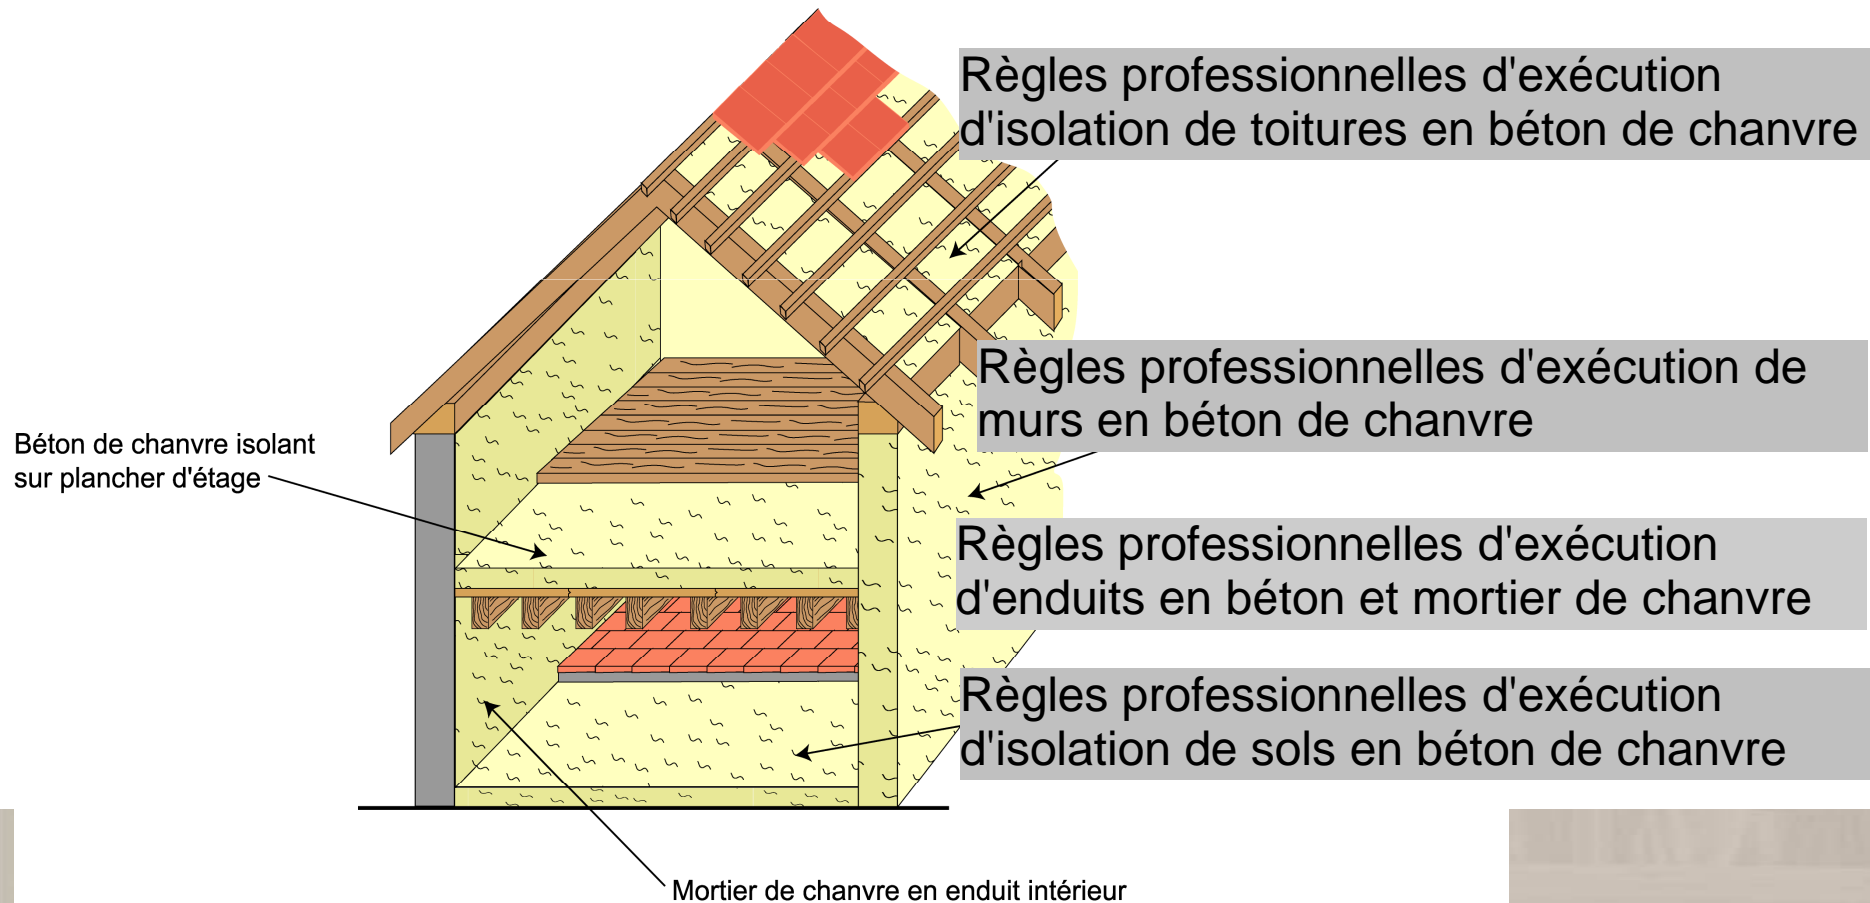 Règles professionnelles d'exécution
d'isolation de toitures en béton de chanvre
Règles professionnelles d'exécution de
murs en béton de chanvre
Béton de chanvre isolant
sur plancher d'étage
Règles professionnelles d'exécution
d'enduits en béton et mortier de chanvre
Règles professionnelles d'exécution
d'isolation de sols en béton de chanvre
Mortier de chanvre en enduit intérieur